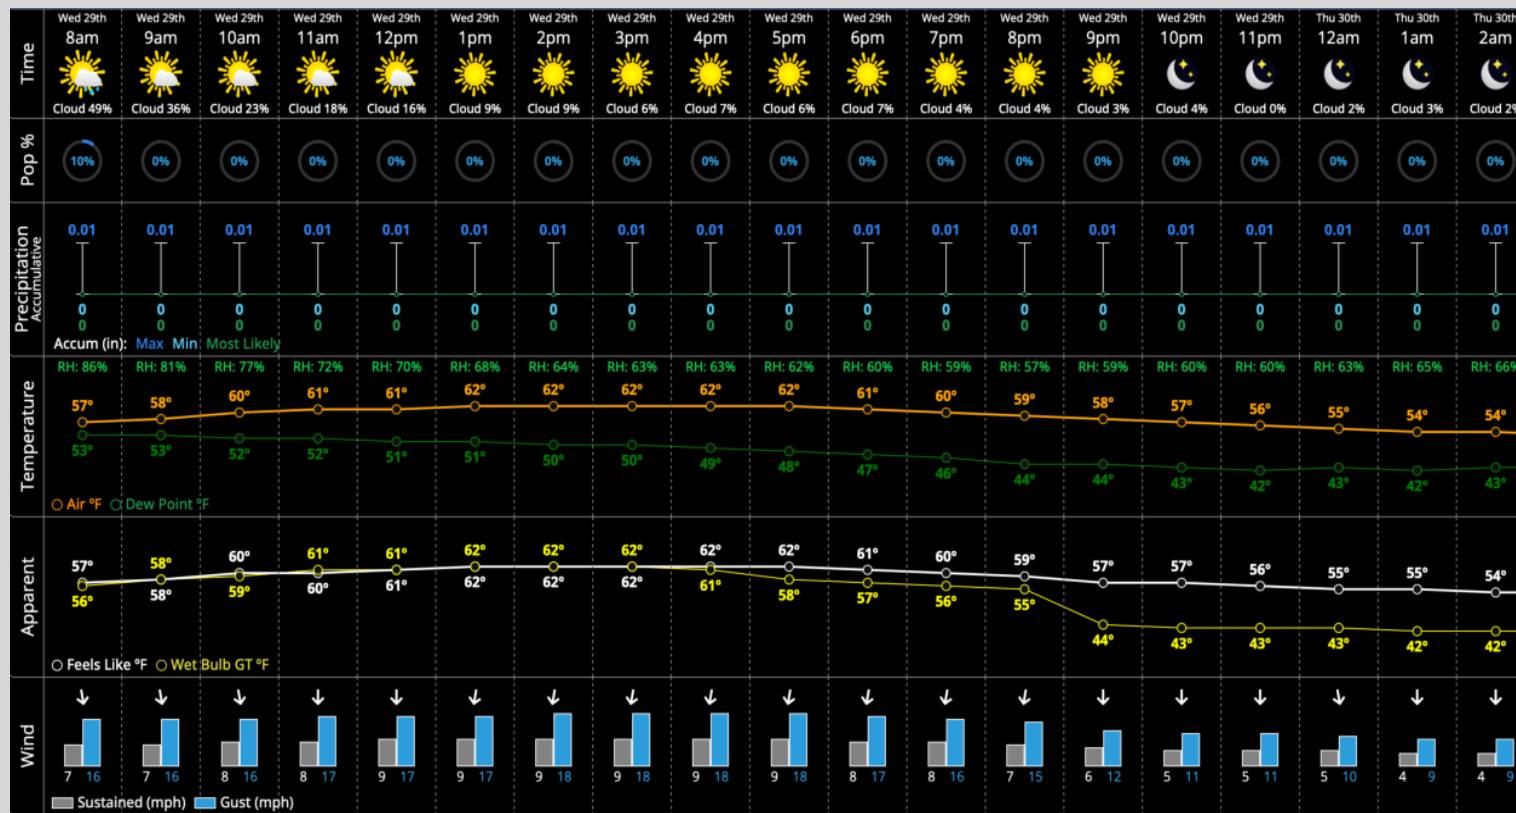 Time
Wed 29th Wed 29th Wed 29th Wed 29th Wed 29th Wed 29th Wed 29th Wed 29th Wed 29th Wed 29th Wed 29th Wed 29th Wed 29th Wed 29th Wed 29th Wed 29th Thu 30th Thu 30th Thu 30th
8am 9am 10am 11am 12pm 1pm 2pm 3pm 4pm 5pm 6pm 7pm 8pm 9pm 10pm 11pm 12am 1am 2am
Cloud 49% Cloud 36% Cloud 23% Cloud 18% Cloud 16% Cloud 9% Cloud 9% Cloud 6% Cloud 7% Cloud 6% Cloud 7% Cloud 4% Cloud 4% Cloud 3% Cloud 4% Cloud 0% Cloud 2% Cloud 3% Cloud 2%
Pop %
10% 0% 0% 0% 0% 0% 0% 0% 0% 0% 0% 0% 0% 0% 0% 0% 0% 0% 0%
Precipitation
Accumulative
0.01 0.01 0.01 0.01 0.01 0.01 0.01 0.01 0.01 0.01 0.01 0.01 0.01 0.01 0.01 0.01 0.01 0.01 0.01
0 0 0 0 0 0 0 0 0 0 0 0 0 0 0 0 0 0 0
0 0 0 0 0 0 0 0 0 0 0 0 0 0 0 0 0 0 0
Accum (in): Max Min: Most Likely
Temperature
RH: 86% RH: 81% RH: 77% RH: 72% RH: 70% RH: 68% RH: 64% RH: 63% RH: 63% RH: 62% RH: 60% RH: 59% RH: 57% RH: 59% RH: 60% RH: 60% RH: 63% RH: 65% RH: 66%
57° 58° 60° 61° 61° 62° 62° 62° 62° 62° 61° 60° 59° 58° 57° 56° 55° 54° 54°
53° 53° 52° 52° 51° 51° 50° 50° 49° 48° 47° 46° 44° 44° 43° 42° 43° 42° 43°
Air °F Dew Point °F
Apparent
57° 58° 60° 61° 61° 62° 62° 62° 62° 62° 61° 60° 59° 57° 57° 56° 55° 55° 54°
56° 58° 59° 60° 61° 62° 62° 62° 61° 58° 57° 56° 55° 44° 43° 43° 43° 42° 42°
Feels Like °F Wet Bulb GT °F
Wind
7 16 7 16 8 16 8 17 9 17 9 17 9 18 9 18 9 18 9 18 8 17 8 16 7 15 6 12 5 11 5 11 5 10 4 9 4 9
Sustained (mph) Gust (mph)